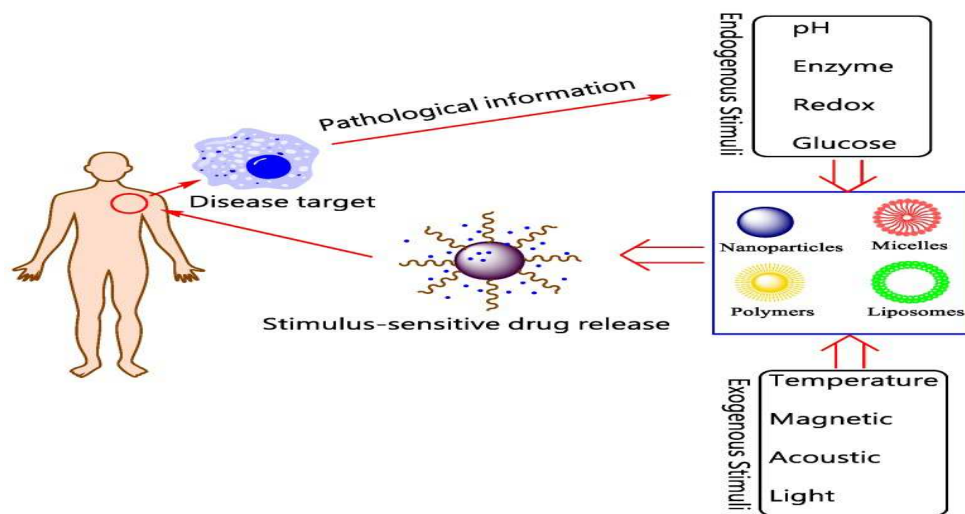 Endogenous Stimuli
pH
Enzyme
Redox
Glucose
Pathological information
Disease target
Nanoparticles
Micelles
Polymers
Liposomes
Stimulus-sensitive drug release
Exogenous Stimuli
Temperature
Magnetic
Acoustic
Light